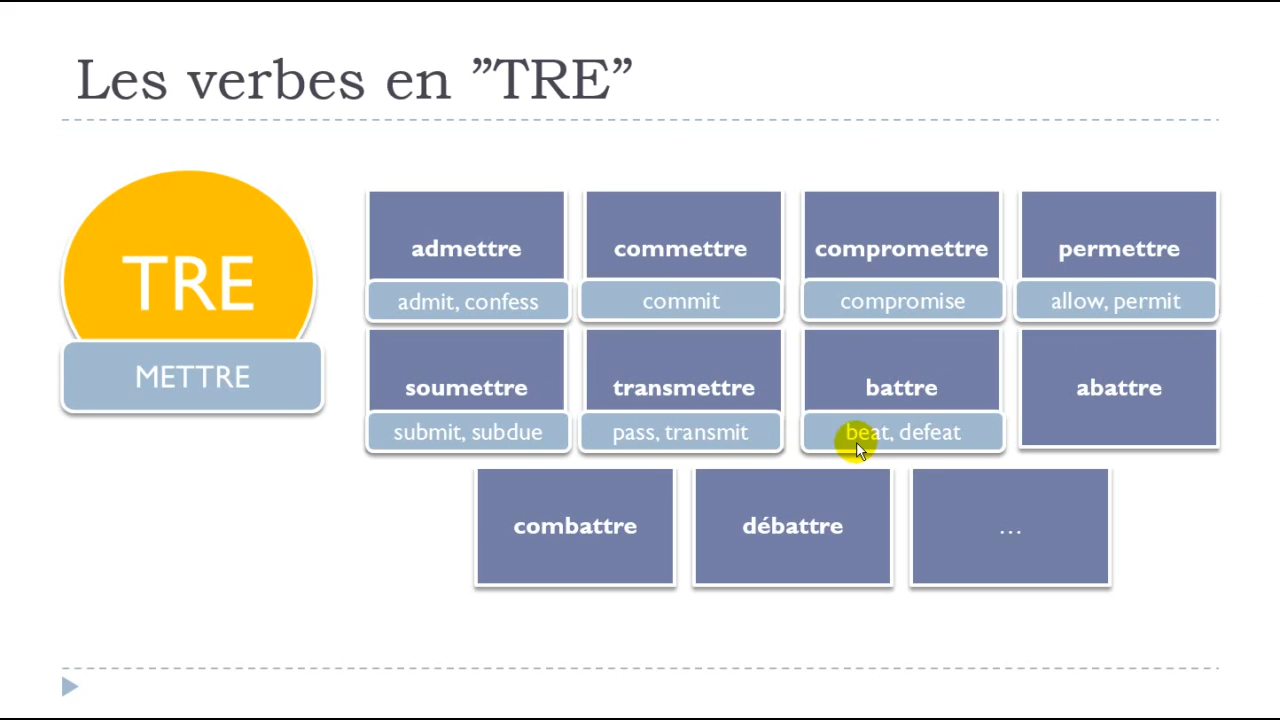 Les verbes en ”TRE”
TRE
METTRE
admettre
admit, confess
commettre
commit
compromettre
compromise
permettre
allow, permit
soumettre
submit, subdue
transmettre
pass, transmit
battre
beat, defeat
abattre
combattre
débattre
…